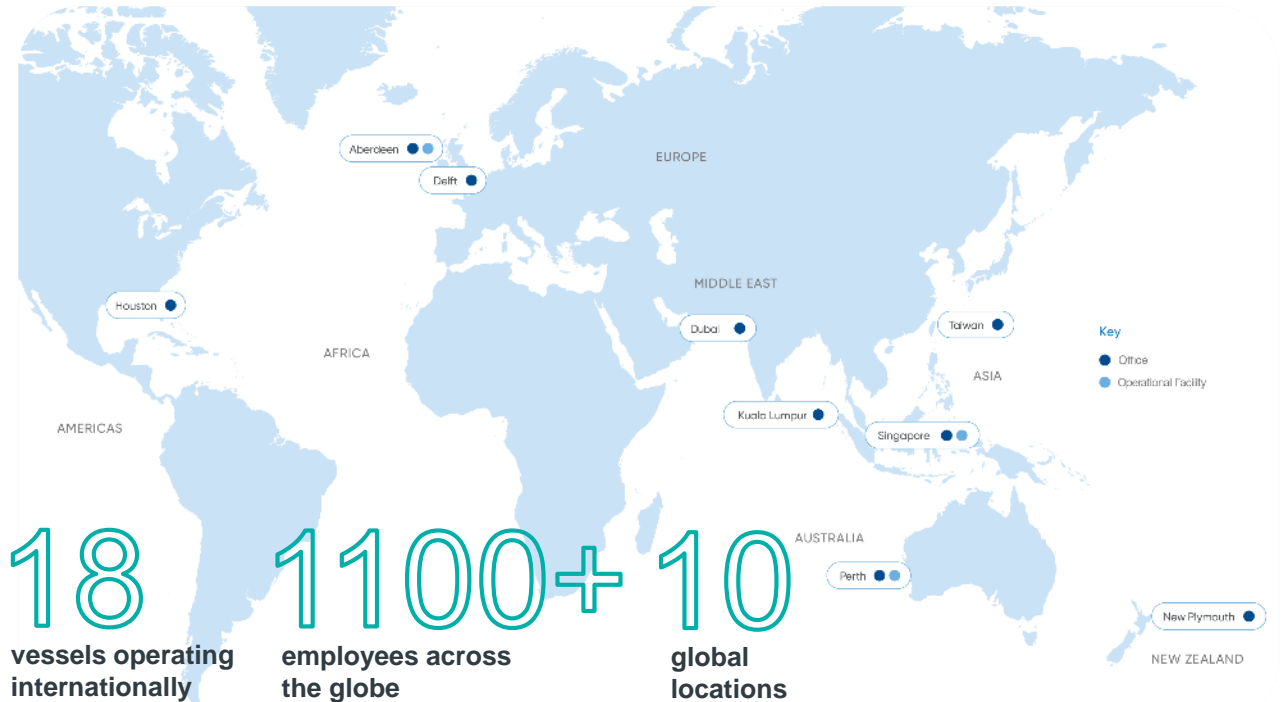 Aberdeen
EUROPE
Delft
MIDDLE EAST
Houston
Dubai
Taiwan
Key
Office
AFRICA
ASIA
Operational Facility
Kuala Lumpur
AMERICAS
Singapore
AUSTRALIA
Perth
New Plymouth
NEW ZEALAND
18
vessels operating
internationally
1100+
employees across
the globe
10
global
locations